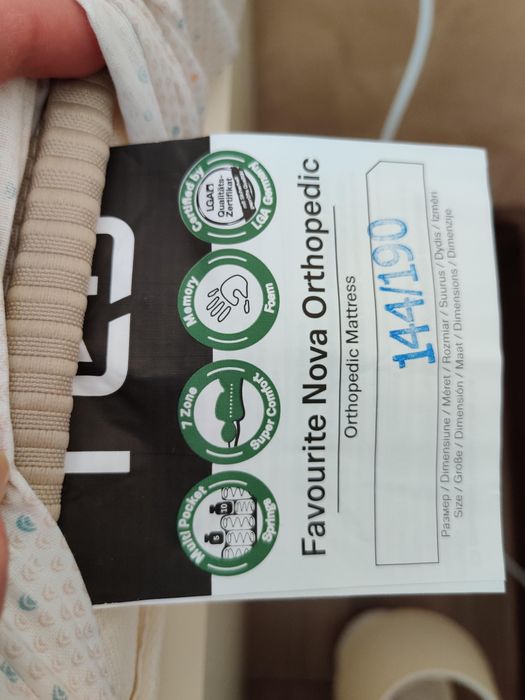 Multi Pocket
Springs
7 Zone
Super Comfort
Memory
Foam
Certified by
LGA
Qualitäts-
Zertifikat
LGA Germany
Favourite Nova Orthopedic
Orthopedic Mattress
144/190
Размер / Dimensiune / Méret / Rozmiar / Suurus / Dydis / Izmēri
Size / Größe / Dimensión / Maat / Dimensions / Dimenzije